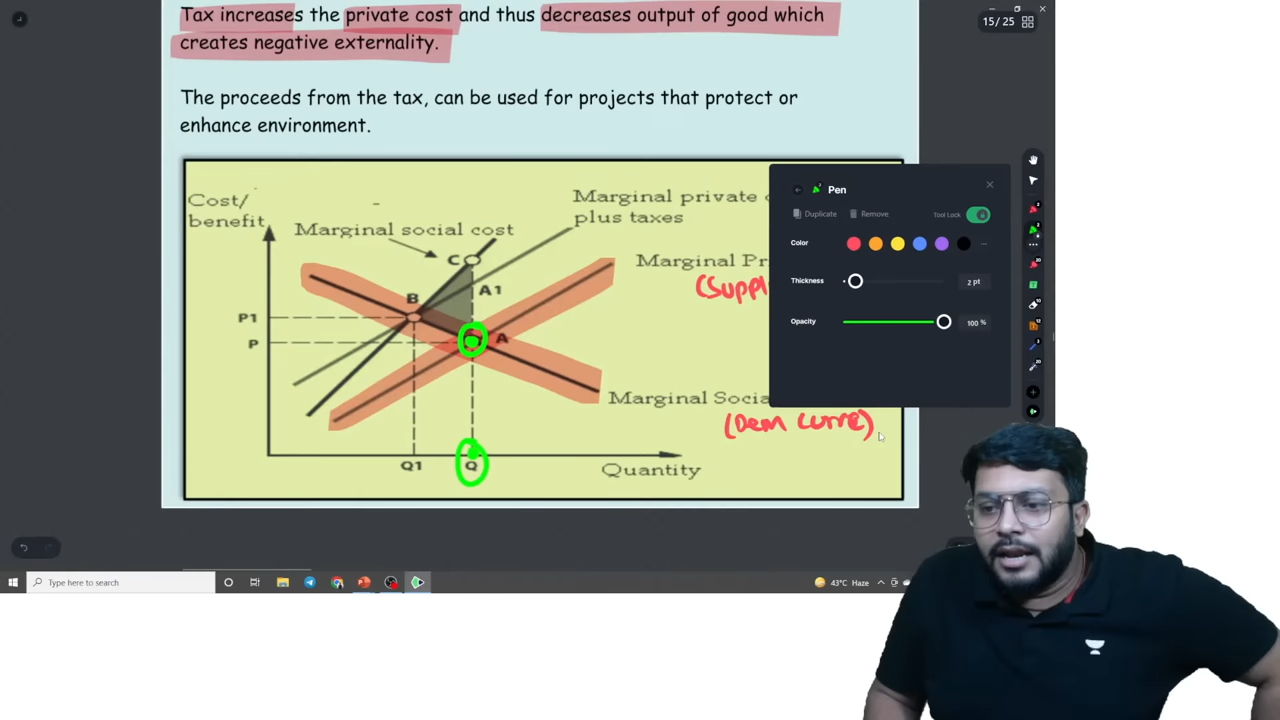 Tax increases the private cost and thus decreases output of good which
creates negative externality.
The proceeds from the tax, can be used for projects that protect or
enhance environment.
15/ 25
Cost/
benefit
Marginal social cost
Marginal private
plus taxes
Marginal Pr
(Suppl
Marginal Socia
(Dem Curve)
C
A1
B
A
P1
P
Q1
Q
Quantity
Pen
Duplicate
Remove
Tool Lock
Color
Thickness
2 pt
Opacity
100 %
Type here to search
43°C Haze